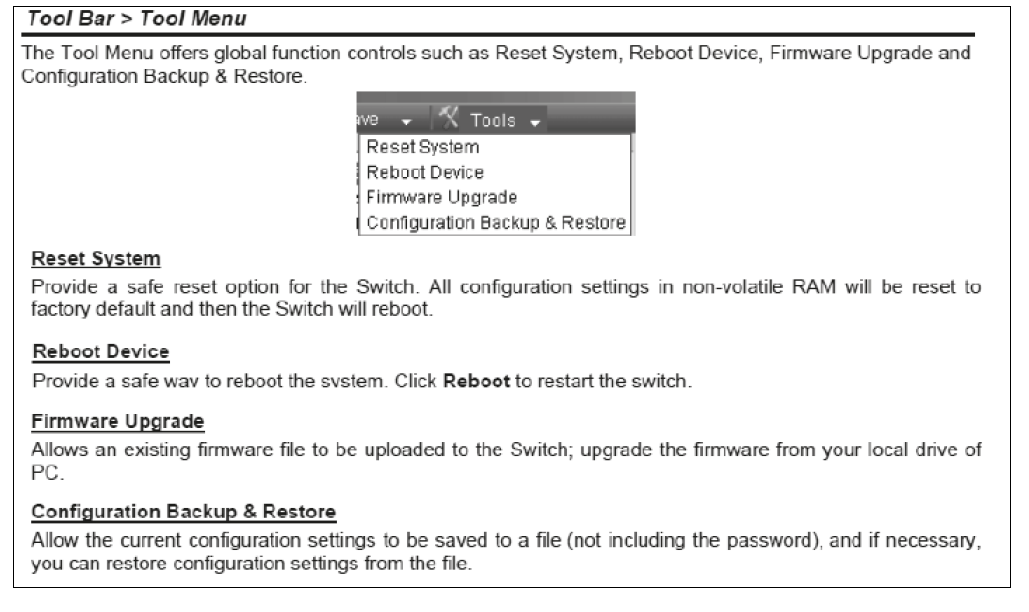 Tool Bar > Tool Menu
The Tool Menu offers global function controls such as Reset System, Reboot Device, Firmware Upgrade and
Configuration Backup & Restore.
ave Tools
Reset System
Reboot Device
Firmware Upgrade
Configuration Backup & Restore
Reset System
Provide a safe reset option for the Switch. All configuration settings in non-volatile RAM will be reset to
factory default and then the Switch will reboot.
Reboot Device
Provide a safe way to reboot the system. Click Reboot to restart the switch.
Firmware Upgrade
Allows an existing firmware file to be uploaded to the Switch; upgrade the firmware from your local drive of
PC.
Configuration Backup & Restore
Allow the current configuration settings to be saved to a file (not including the password), and if necessary,
you can restore configuration settings from the file.